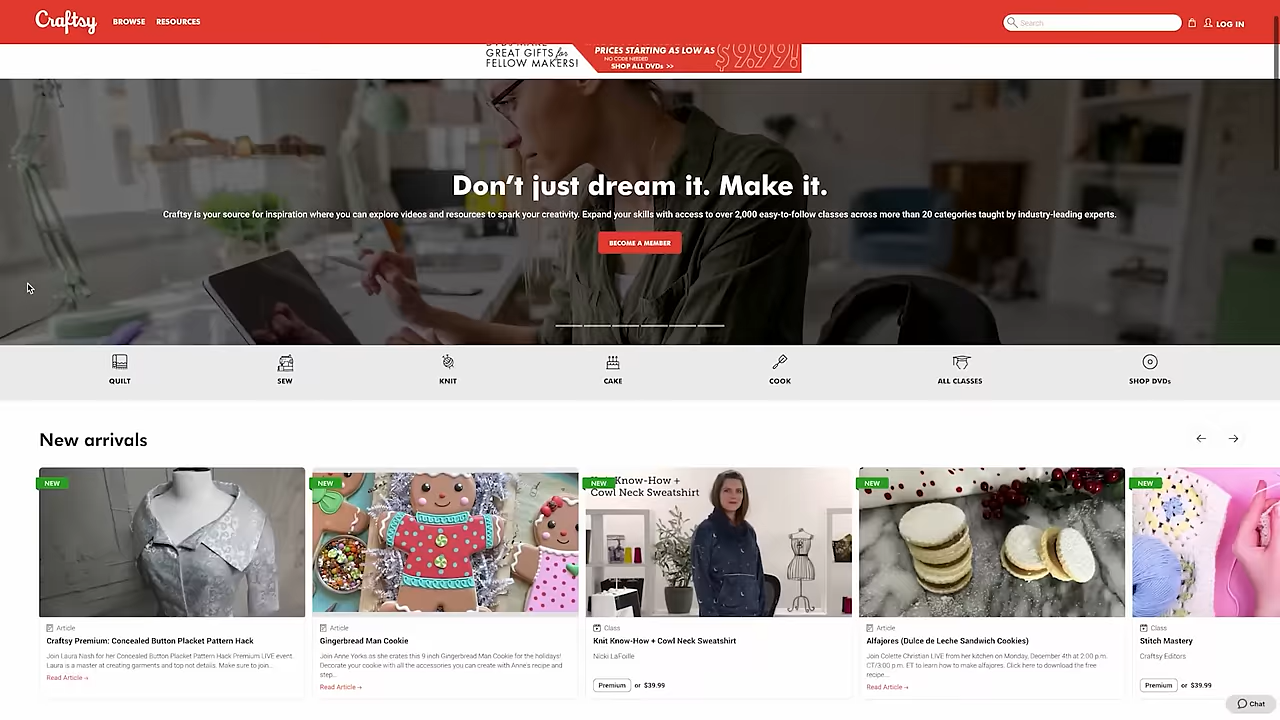 Craftsy
BROWSE
RESOURCES
Search
LOG IN
GREAT GIFTS for
FELLOW MAKERS!
PRICES STARTING AS LOW AS
NO CODE NEEDED
SHOP ALL DVDs >>
$9.99!
Don't just dream it. Make it.
Craftsy is your source for inspiration where you can explore videos and resources to spark your creativity. Expand your skills with access to over 2,000 easy-to-follow classes across more than 20 categories taught by industry-leading experts.
BECOME A MEMBER
QUILT
SEW
KNIT
CAKE
COOK
ALL CLASSES
SHOP DVDs
New arrivals
NEW
Article
Craftsy Premium: Concealed Button Placket Pattern Hack
Join Laura Nash for her Concealed Button Placket Pattern Hack Premium LIVE event.
Laura is a master at creating garments and top not details. Make sure to join...
Read Article→
NEW
Article
Gingerbread Man Cookie
Join Anne Yorks as she crates this 9 inch Gingerbread Man Cookie for the holidays!
Decorate your cookie with all the accessories you can create with Anne's recipe and
step...
Read Article→
NEW
Know-How +
Cowl Neck Sweatshirt
Class
Knit Know-How + Cowl Neck Sweatshirt
Nicki LaFoille
Premium or $39.99
NEW
Article
Alfajores (Dulce de Leche Sandwich Cookies)
Join Colette Christian LIVE from her kitchen on Monday, December 4th at 2:00 p.m.
CT/3:00 p.m. ET to learn how to make alfajores. Click here to download the free
recipe...
Read Article→
NEW
Class
Stitch Mastery
Craftsy Editors
Premium or $39.99
Chat